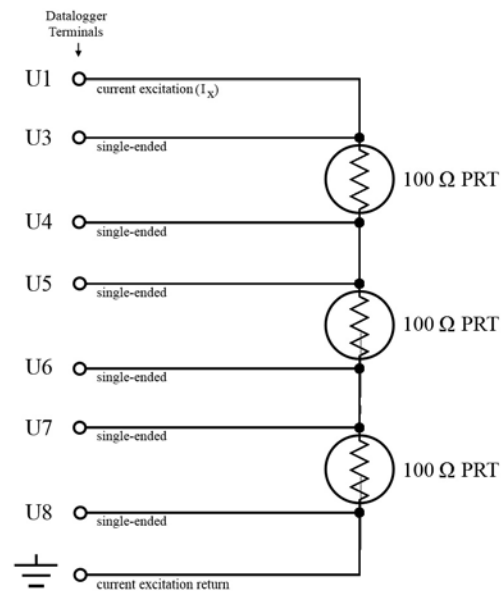 Datalogger
Terminals
U1
current excitation (Ix)
U3
single-ended
100 Ω PRT
U4
single-ended
U5
single-ended
100 Ω PRT
U6
single-ended
U7
single-ended
100 Ω PRT
U8
single-ended
current excitation return